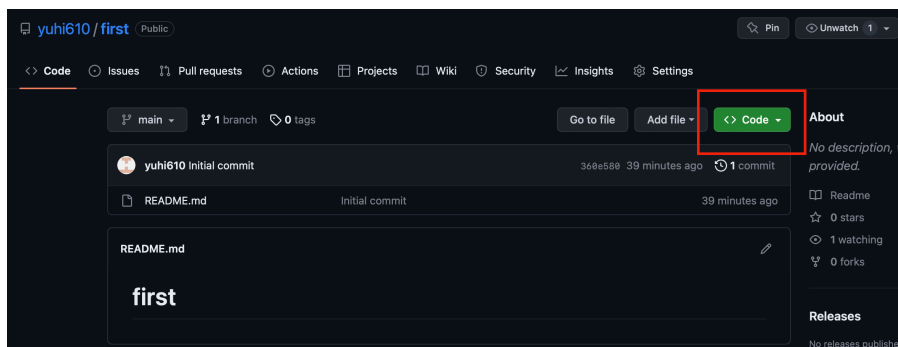 yuhi610 / first Public Pin Unwatch 1
Code Issues Pull requests Actions Projects Wiki Security Insights Settings
main 1 branch 0 tags Go to file Add file Code
About
No description,
provided.
yuhi610 Initial commit 360e580 39 minutes ago 1 commit
README.md Initial commit 39 minutes ago
Readme
0 stars
1 watching
0 forks
README.md
first
Releases
No releases publishe